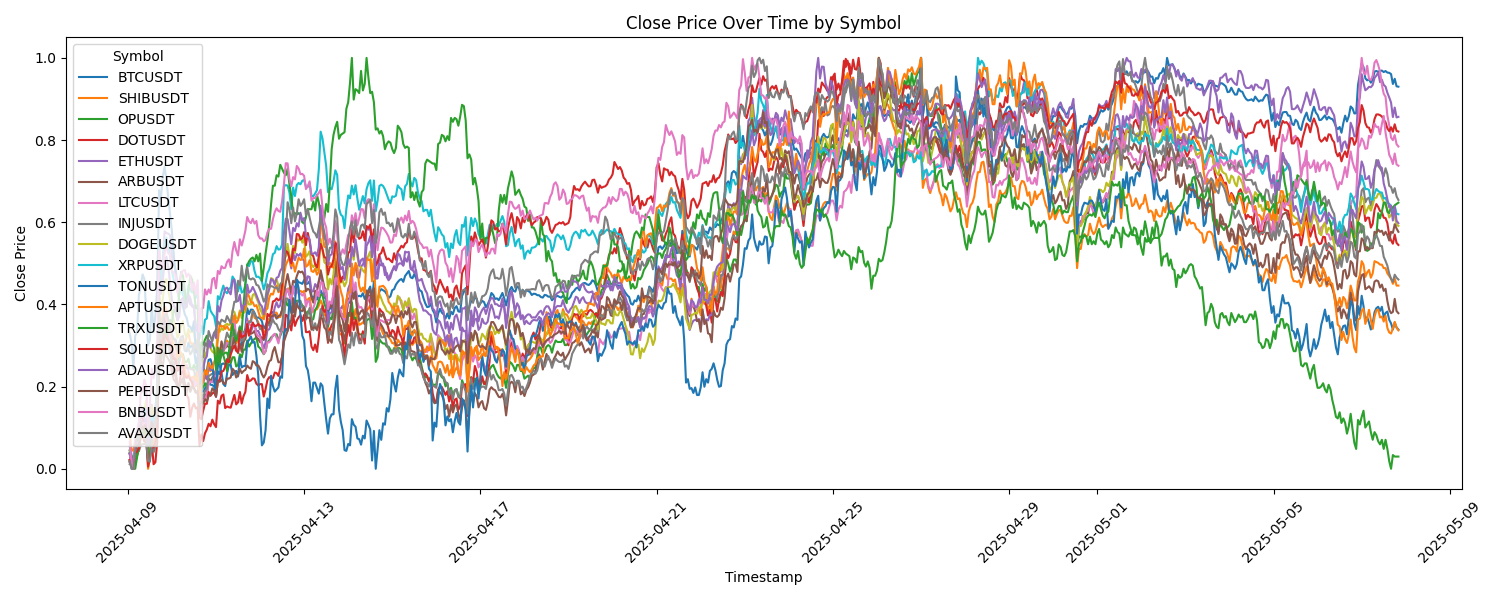 Close Price Over Time by Symbol
Symbol
BTCUSDT
SHIBUSDT
OPUSDT
DOTUSDT
ETHUSDT
ARBUSDT
LTCUSDT
INJUSDT
DOGEUSDT
XRPUSDT
TONUSDT
APTUSDT
TRXUSDT
SOLUSDT
ADAUSDT
PEPEUSDT
BNBUSDT
AVAXUSDT
Close Price
1.0
0.8
0.6
0.4
0.2
0.0
2025-04-09
2025-04-13
2025-04-17
2025-04-21
2025-04-25
2025-04-29
2025-05-01
2025-05-05
2025-05-09
Timestamp